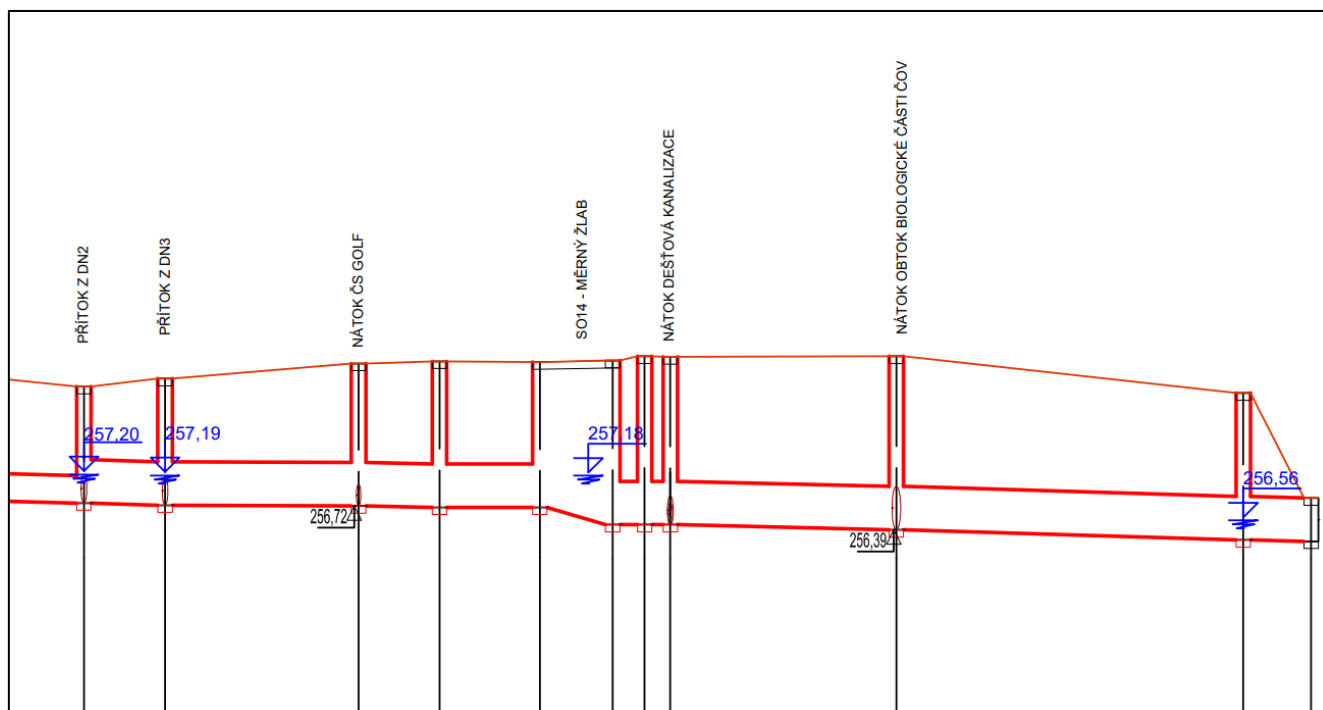 PŘÍTOK Z DN2
PŘÍTOK Z DN3
NÁTOK ČS GOLF
SO14 - MĚRNÝ ŽLAB
NÁTOK DEŠŤOVÁ KANALIZACE
NÁTOK OBTOK BIOLOGICKÉ ČÁSTI ČOV
257,20
257,19
257,18
256,56
256,72
256,39